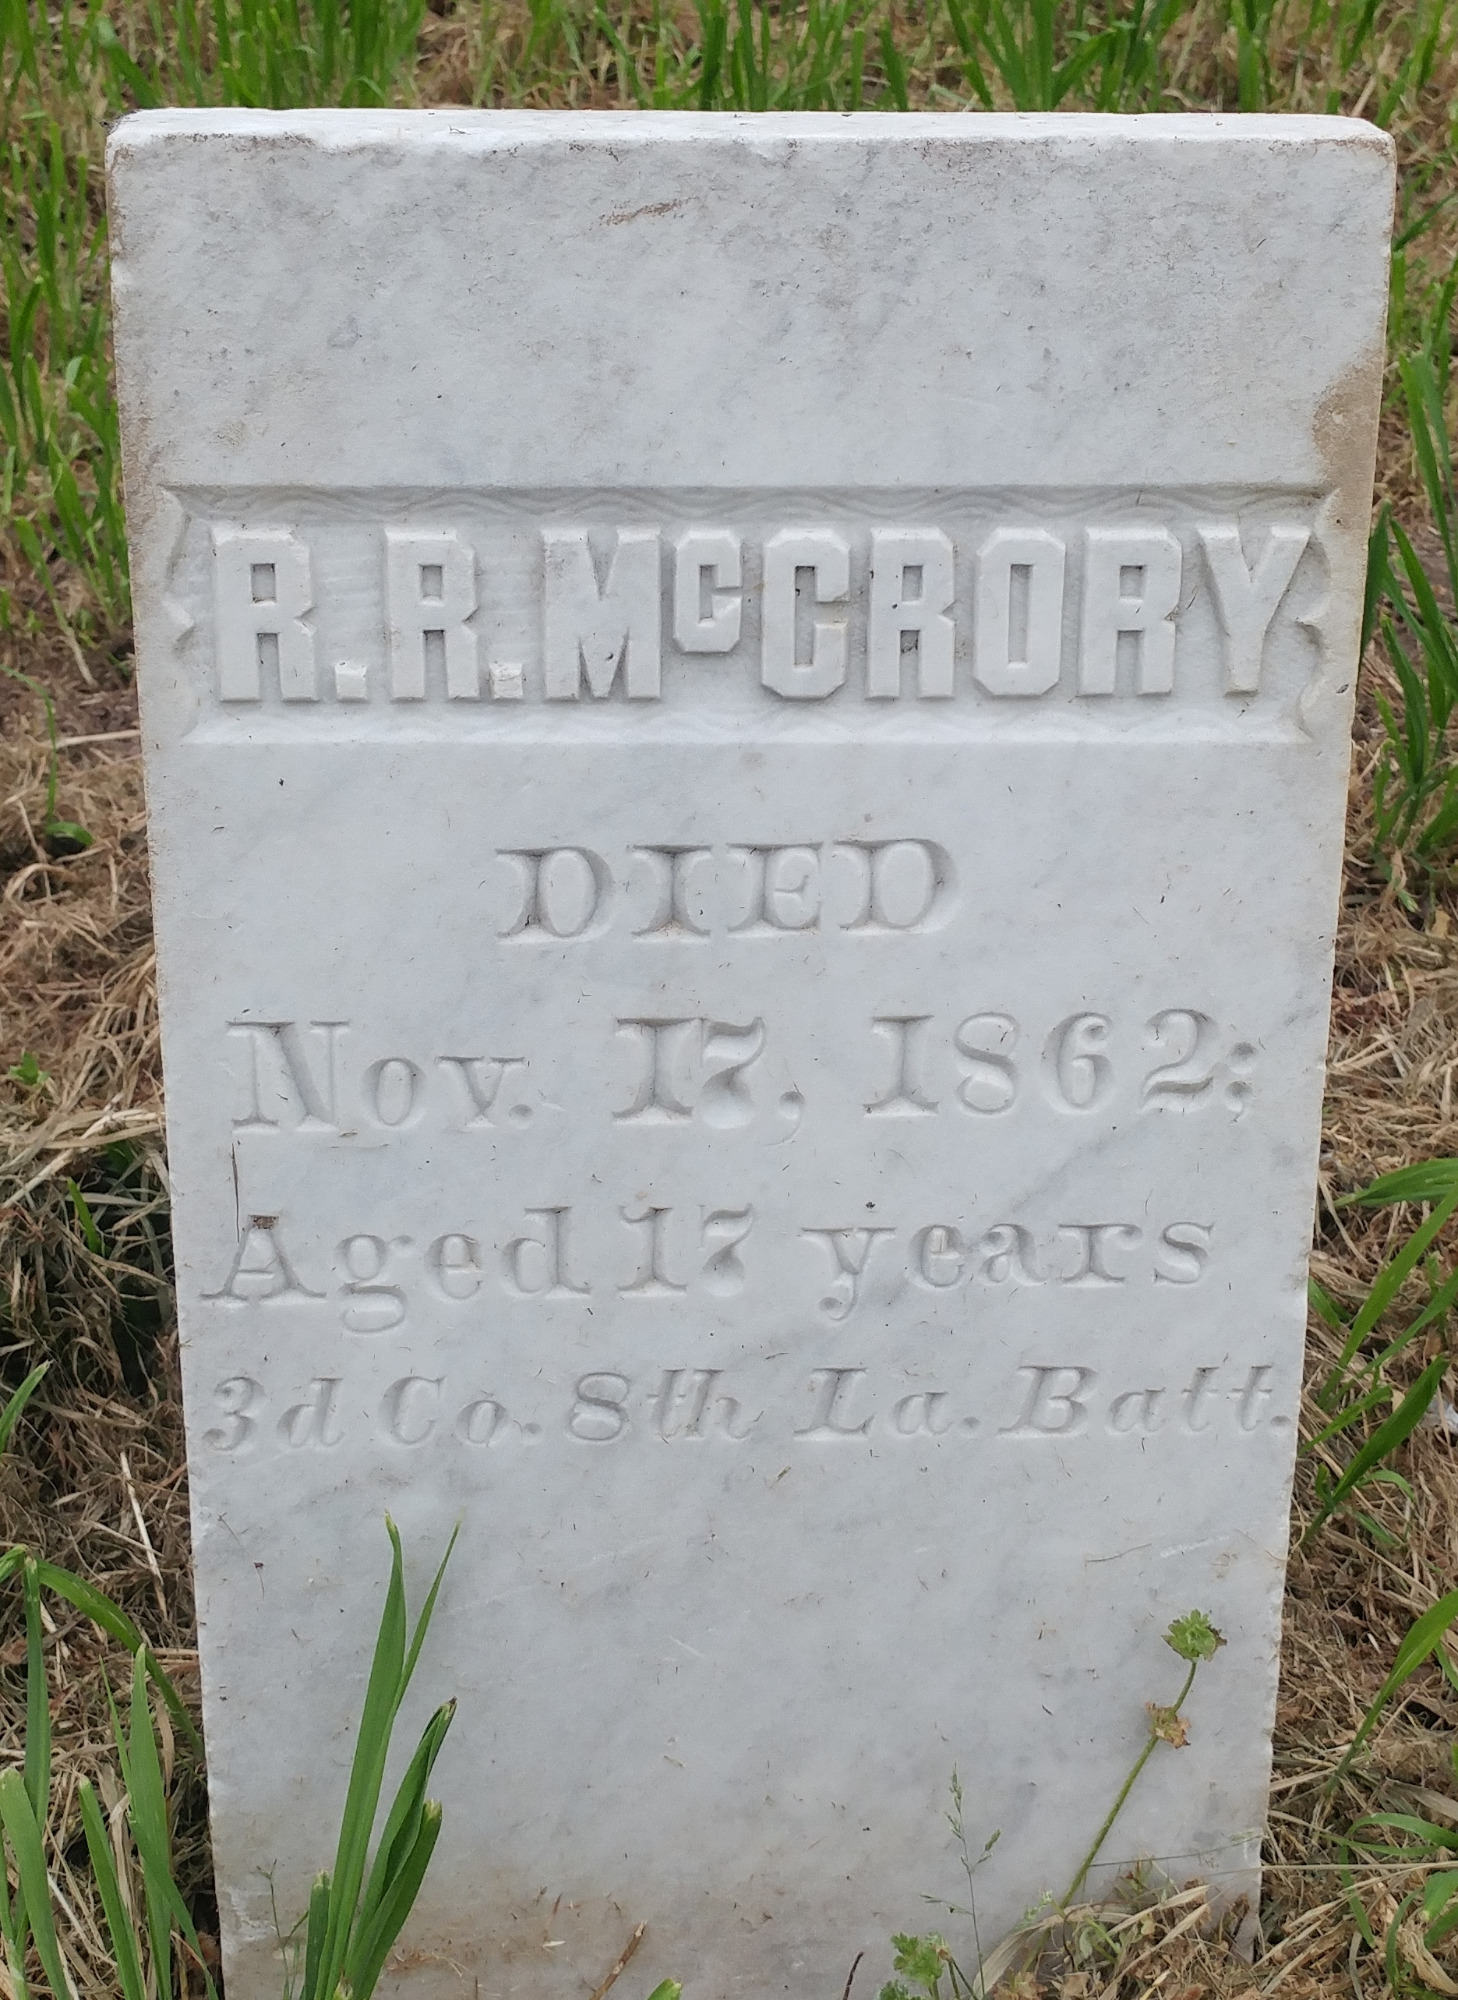 R. R. McCRORY
DIED
Nov. 17, 1862;
Aged 17 years
3d Co. 8th La. Batt.